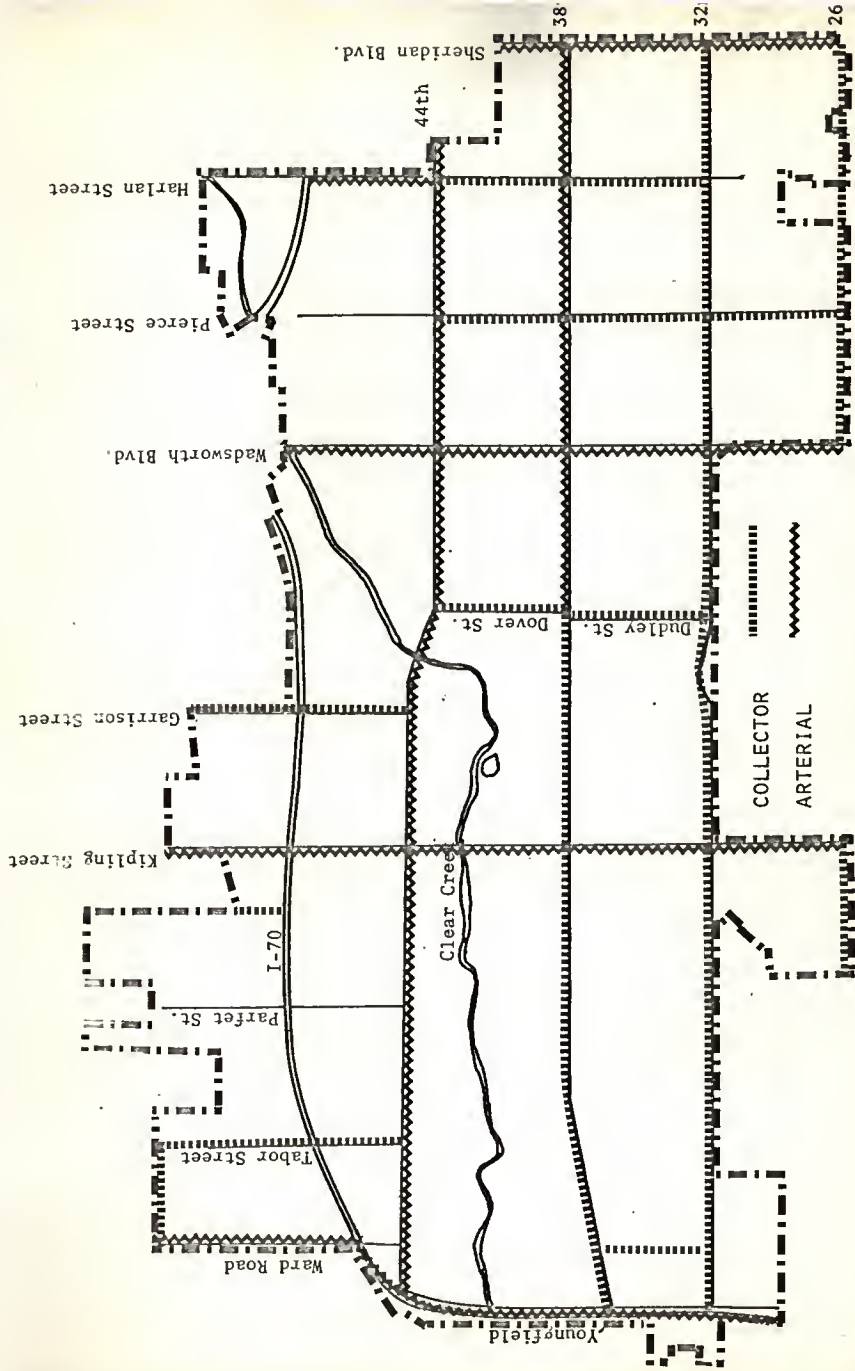 Sheridan Blvd.
38
32
26
44th
Harlan Street
Pierce Street
Wadsworth Blvd.
Dover St.
Dudley St.
Garrison Street
Kipling Street
Clear Creek
I-70
Parfet St.
Tabor Street
Ward Road
Youngfield
COLLECTOR
ARTERIAL